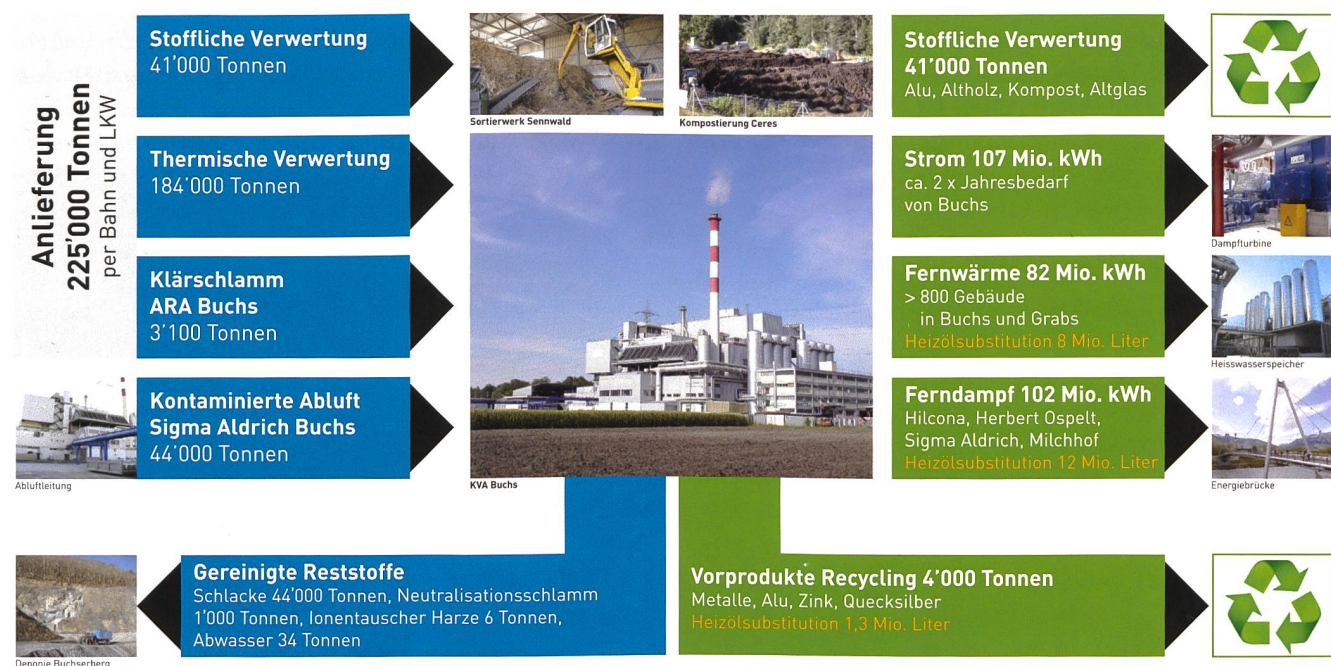 Anlieferung
225'000 Tonnen
per Bahn und LKW
Stoffliche Verwertung
41'000 Tonnen
Thermische Verwertung
184'000 Tonnen
Klärschlamm
ARA Buchs
3'100 Tonnen
Kontaminierte Abluft
Sigma Aldrich Buchs
44'000 Tonnen
Abluftleitung
Sortierwerk Sennwald
Kompostierung Ceres
KVA Buchs
Stoffliche Verwertung
41'000 Tonnen
Alu, Altholz, Kompost, Altglas
Strom 107 Mio. kWh
ca. 2 x Jahresbedarf
von Buchs
Dampfturbine
Fernwärme 82 Mio. kWh
> 800 Gebäude
in Buchs und Grabs
Heizölsubstitution 8 Mio. Liter
Heisswasserspeicher
Ferndampf 102 Mio. kWh
Hilcona, Herbert Ospelt,
Sigma Aldrich, Milchhof
Heizölsubstitution 12 Mio. Liter
Energiebrücke
Gereinigte Reststoffe
Schlacke 44'000 Tonnen, Neutralisationsschlamm
1'000 Tonnen, Ionentauscher Harze 6 Tonnen,
Abwasser 34 Tonnen
Deponie Buchserberg
Vorprodukte Recycling 4'000 Tonnen
Metalle, Alu, Zink, Quecksilber
Heizölsubstitution 1,3 Mio. Liter